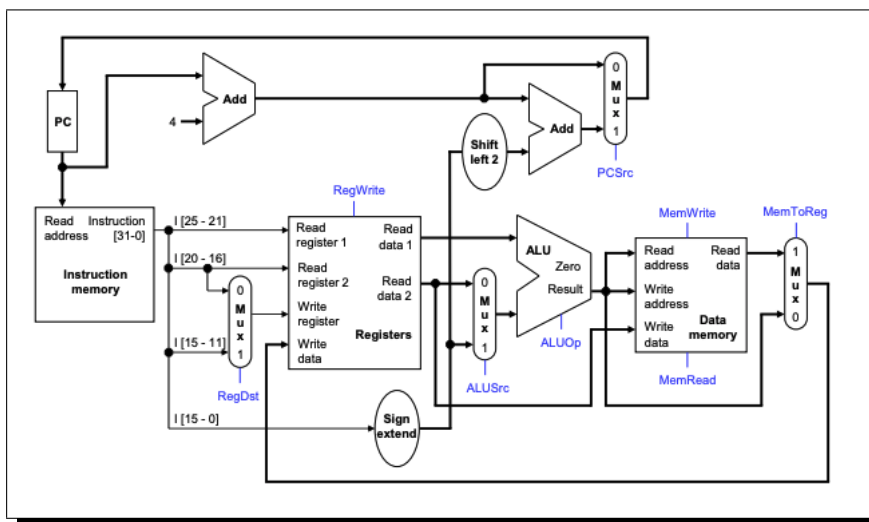 PC
4
Add
Shift
left 2
Add
0
M
u
x
1
PCSrc
Read
address
Instruction
[31-0]
Instruction
memory
I [25 - 21]
I [20 - 16]
I [15 - 11]
I [15 - 0]
0
M
u
x
1
RegDst
RegWrite
Read
register 1
Read
data 1
Read
register 2
Read
data 2
Write
register
Write
data
Registers
Sign
extend
0
M
u
x
1
ALUSrc
ALU
Zero
Result
ALUOp
MemWrite
Read
address
Read
data
Write
address
Write
data
Data
memory
MemRead
MemToReg
1
M
u
x
0